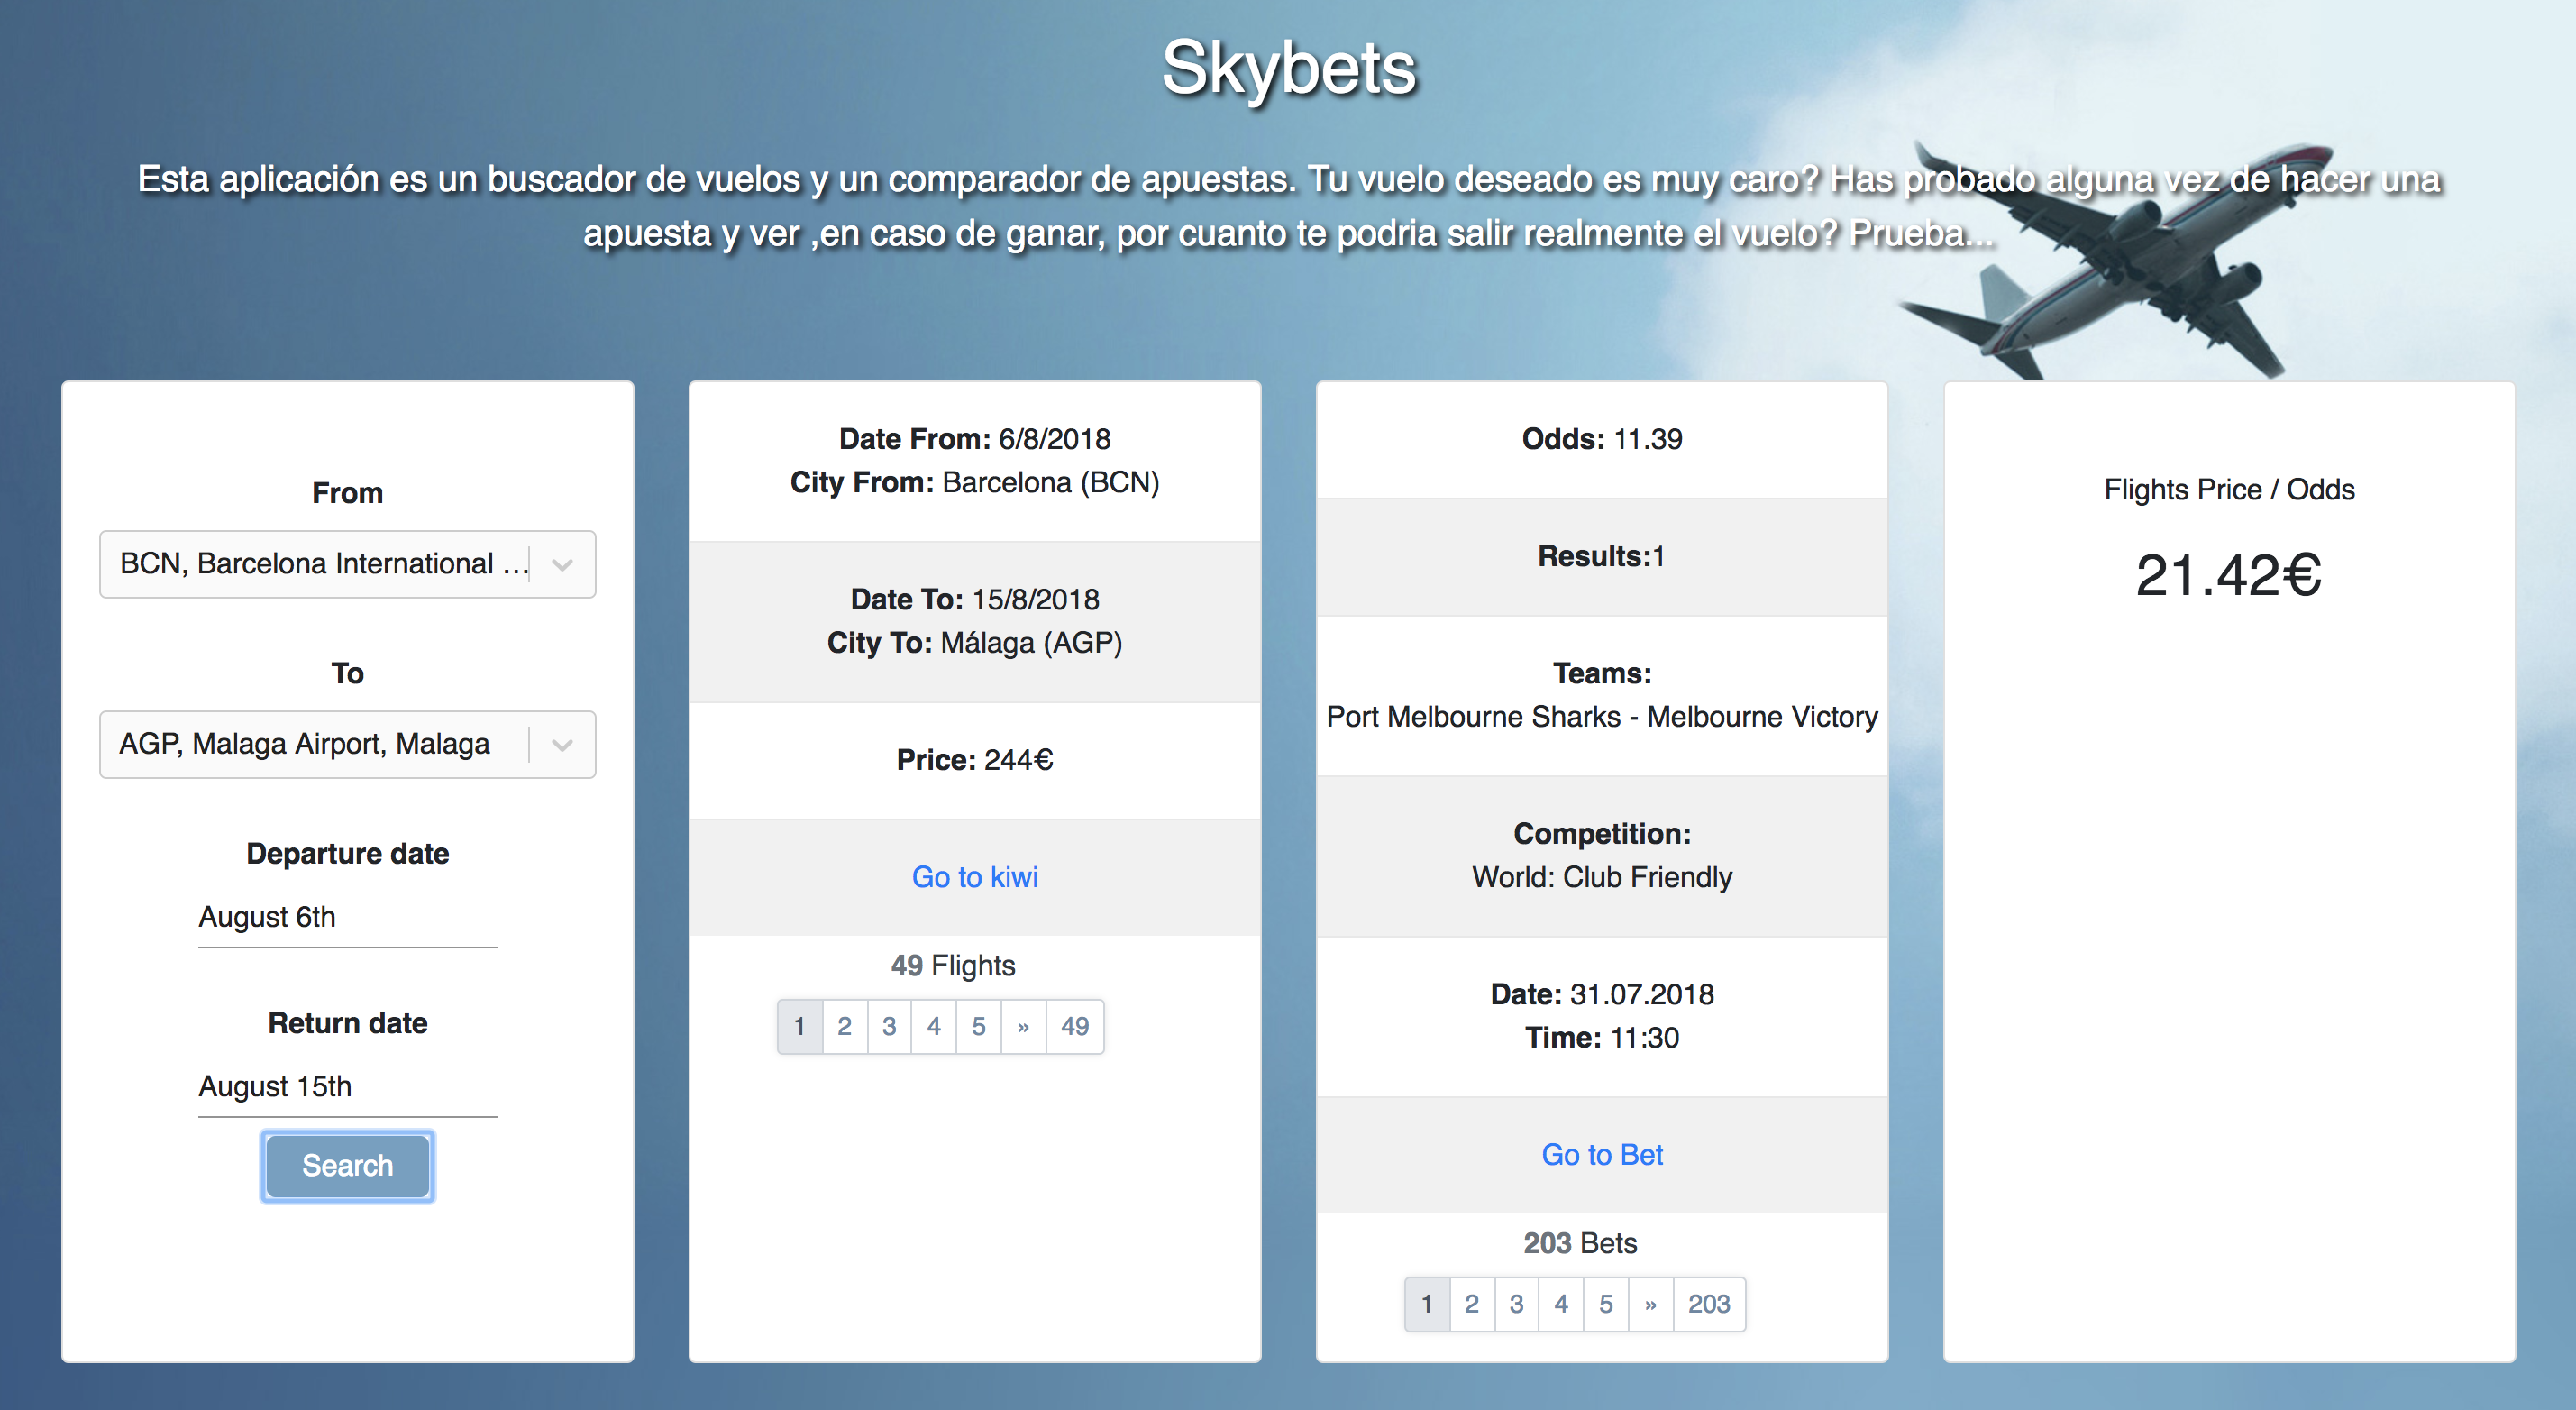 Skybets
Esta aplicación es un buscador de vuelos y un comparador de apuestas. Tu vuelo deseado es muy caro? Has probado alguna vez de hacer una
apuesta y ver ,en caso de ganar, por cuanto te podria salir realmente el vuelo? Prueba...
From
BCN, Barcelona International ...
To
AGP, Malaga Airport, Malaga
Departure date
August 6th
Return date
August 15th
Search
Date From: 6/8/2018
City From: Barcelona (BCN)
Date To: 15/8/2018
City To: Málaga (AGP)
Price: 244€
Go to kiwi
49 Flights
1 2 3 4 5 » 49
Odds: 11.39
Results:1
Teams:
Port Melbourne Sharks - Melbourne Victory
Competition:
World: Club Friendly
Date: 31.07.2018
Time: 11:30
Go to Bet
203 Bets
1 2 3 4 5 » 203
Flights Price / Odds
21.42€